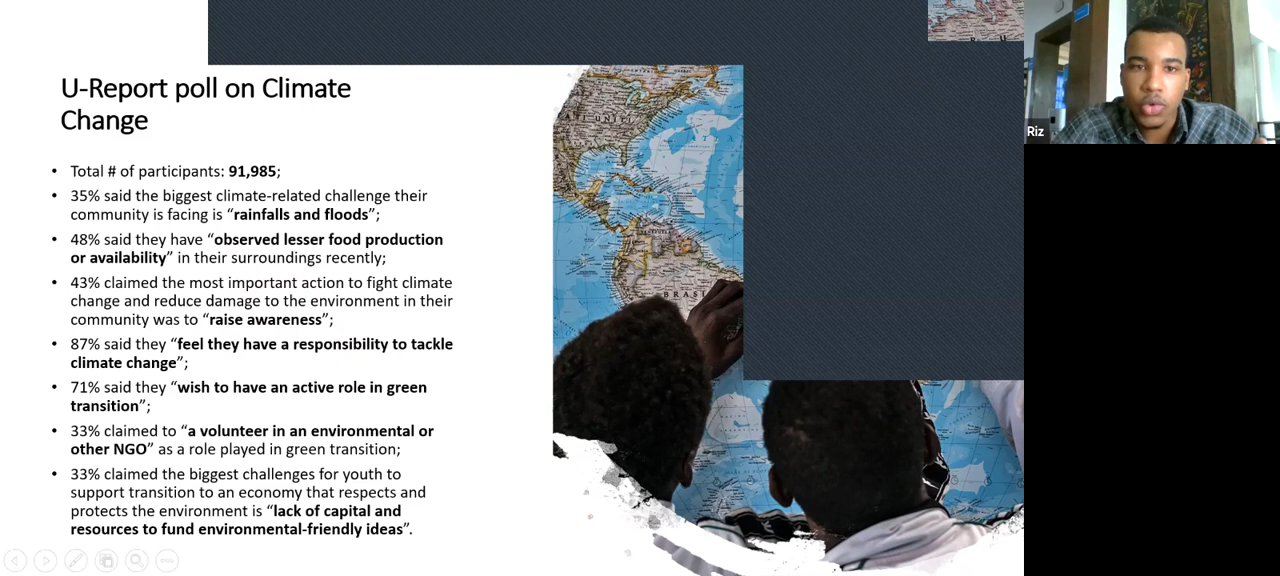 U-Report poll on Climate
Change
• Total # of participants: 91,985;
• 35% said the biggest climate-related challenge their
community is facing is “rainfalls and floods”;
• 48% said they have “observed lesser food production
or availability” in their surroundings recently;
• 43% claimed the most important action to fight climate
change and reduce damage to the environment in their
community was to “raise awareness”;
• 87% said they “feel they have a responsibility to tackle
climate change”;
• 71% said they “wish to have an active role in green
transition”;
• 33% claimed to “a volunteer in an environmental or
other NGO” as a role played in green transition;
• 33% claimed the biggest challenges for youth to
support transition to an economy that respects and
protects the environment is “lack of capital and
resources to fund environmental-friendly ideas”.
BRASI
R U
Riz